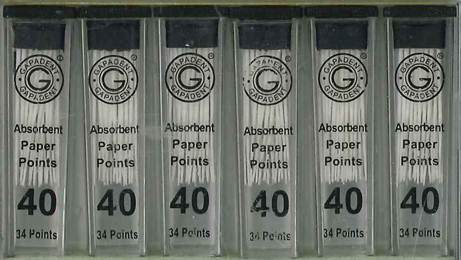 GAPADENT GAPADENT GAPADENT GAPADENT GAPADENT GAPADENT
G G G G G G
GAPADENT GAPADENT GAPADENT GAPADENT GAPADENT GAPADENT
Absorbent Absorbent Absorbent Absorbent Absorbent Absorbent
Paper Paper Paper Paper Paper Paper
Points Points Points Points Points Points
40 40 40 40 40 40
34 Points 34 Points 34 Points 34 Points 34 Points 34 Points